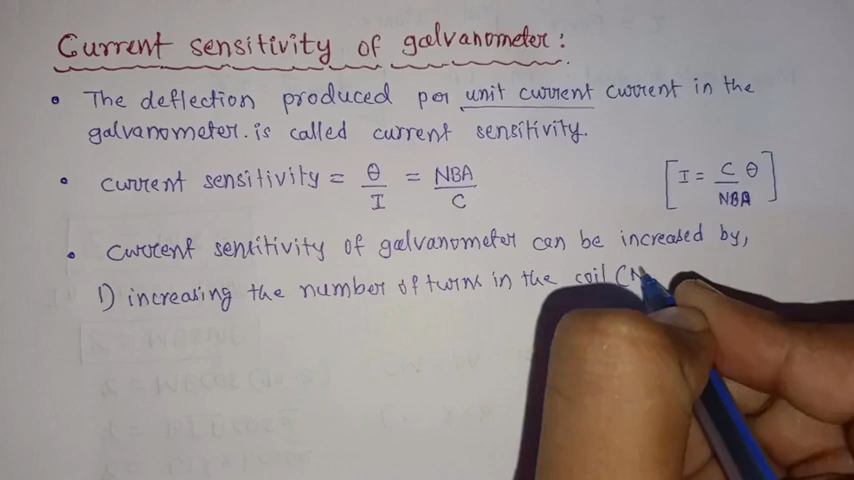 Current sensitivity of galvanometer:
• The deflection produced per unit current current in the
galvanometer. is called current sensitivity.
• current sensitivity = θ/I = NBA/C [I = C/NBA θ]
• current sentitivity of galvanometer can be increased by,
1) increasing the number of turns in the coil (N